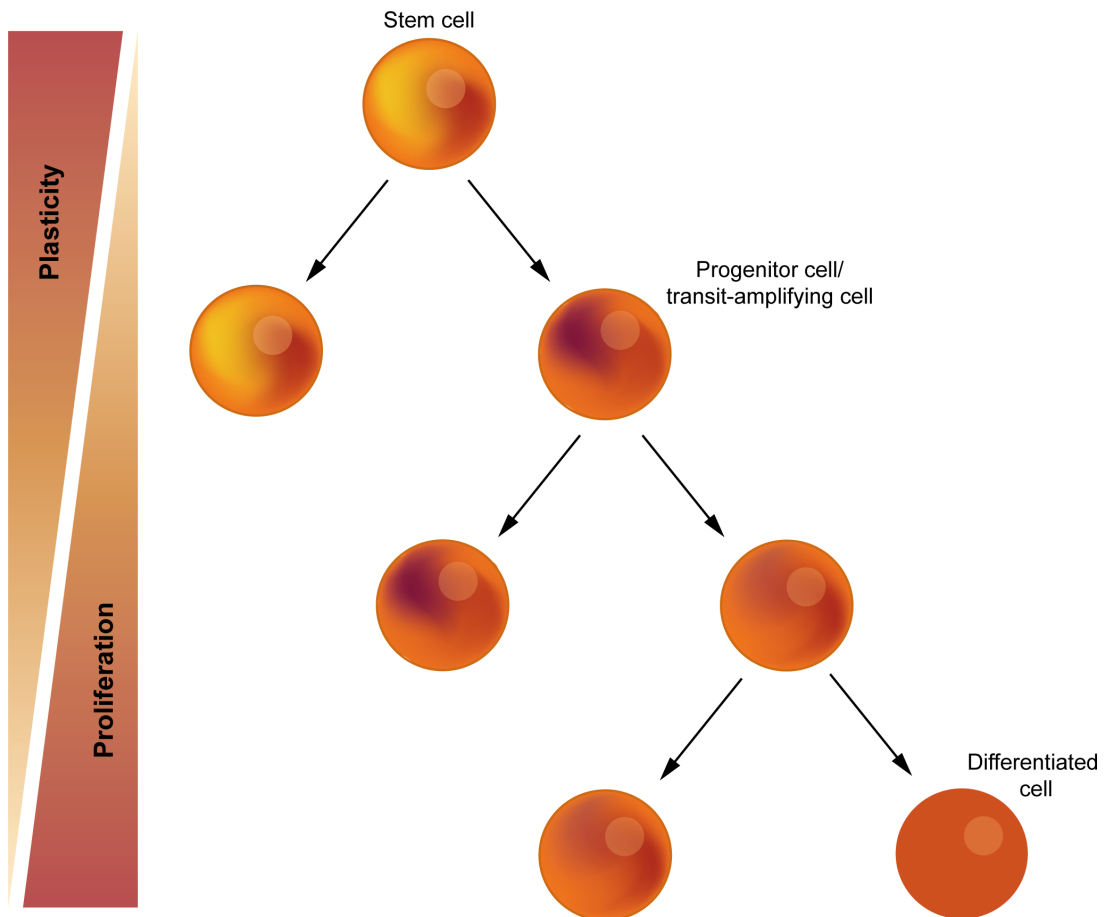 Stem cell
Plasticity
Progenitor cell/
transit-amplifying cell
Proliferation
Differentiated
cell